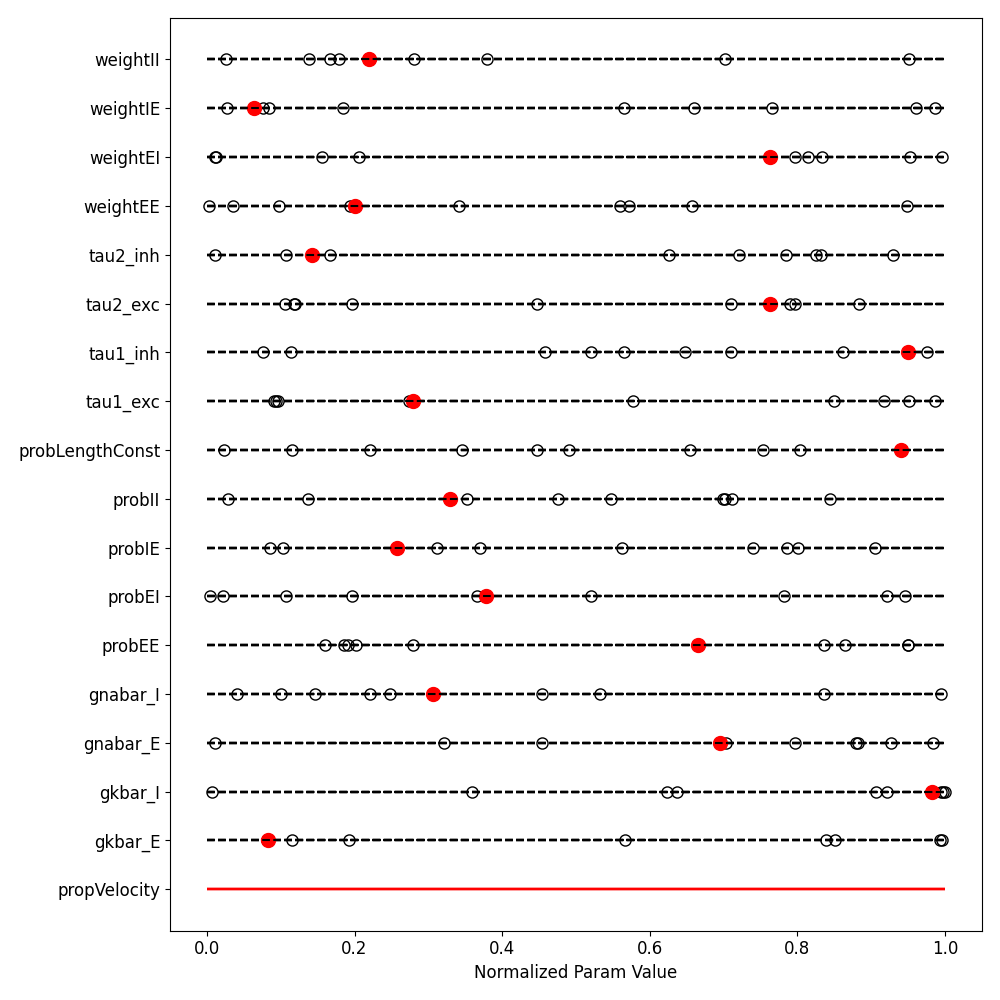 weightII
weightIE
weightEI
weightEE
tau2_inh
tau2_exc
tau1_inh
tau1_exc
probLengthConst
probII
probIE
probEI
probEE
gnabar_I
gnabar_E
gkbar_I
gkbar_E
propVelocity
0.0 0.2 0.4 0.6 0.8 1.0
Normalized Param Value